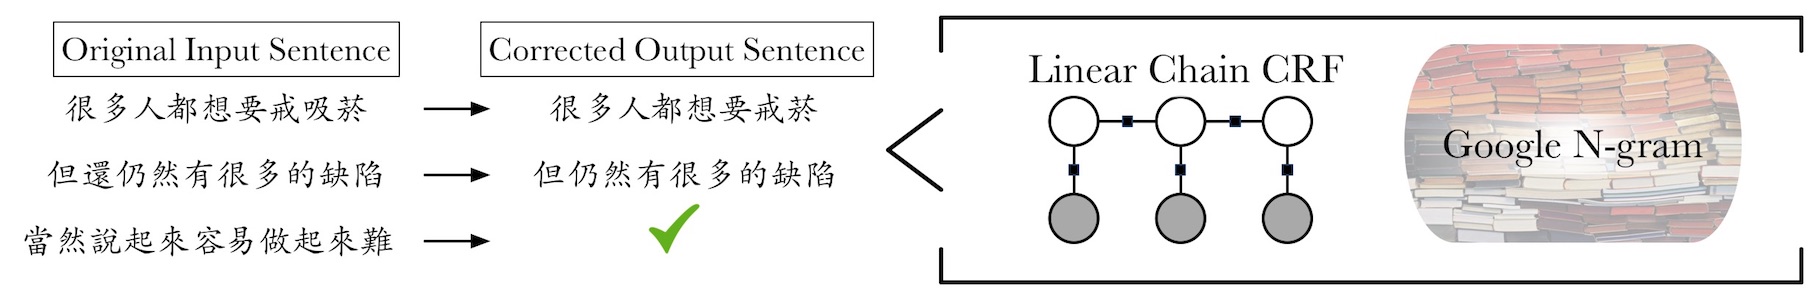 Original Input Sentence
Corrected Output Sentence
很多人都想要戒吸菸
很多人都想要戒菸
但還仍然有很多的缺陷
但仍然有很多的缺陷
當然說起來容易做起來難
Linear Chain CRF
Google N-gram